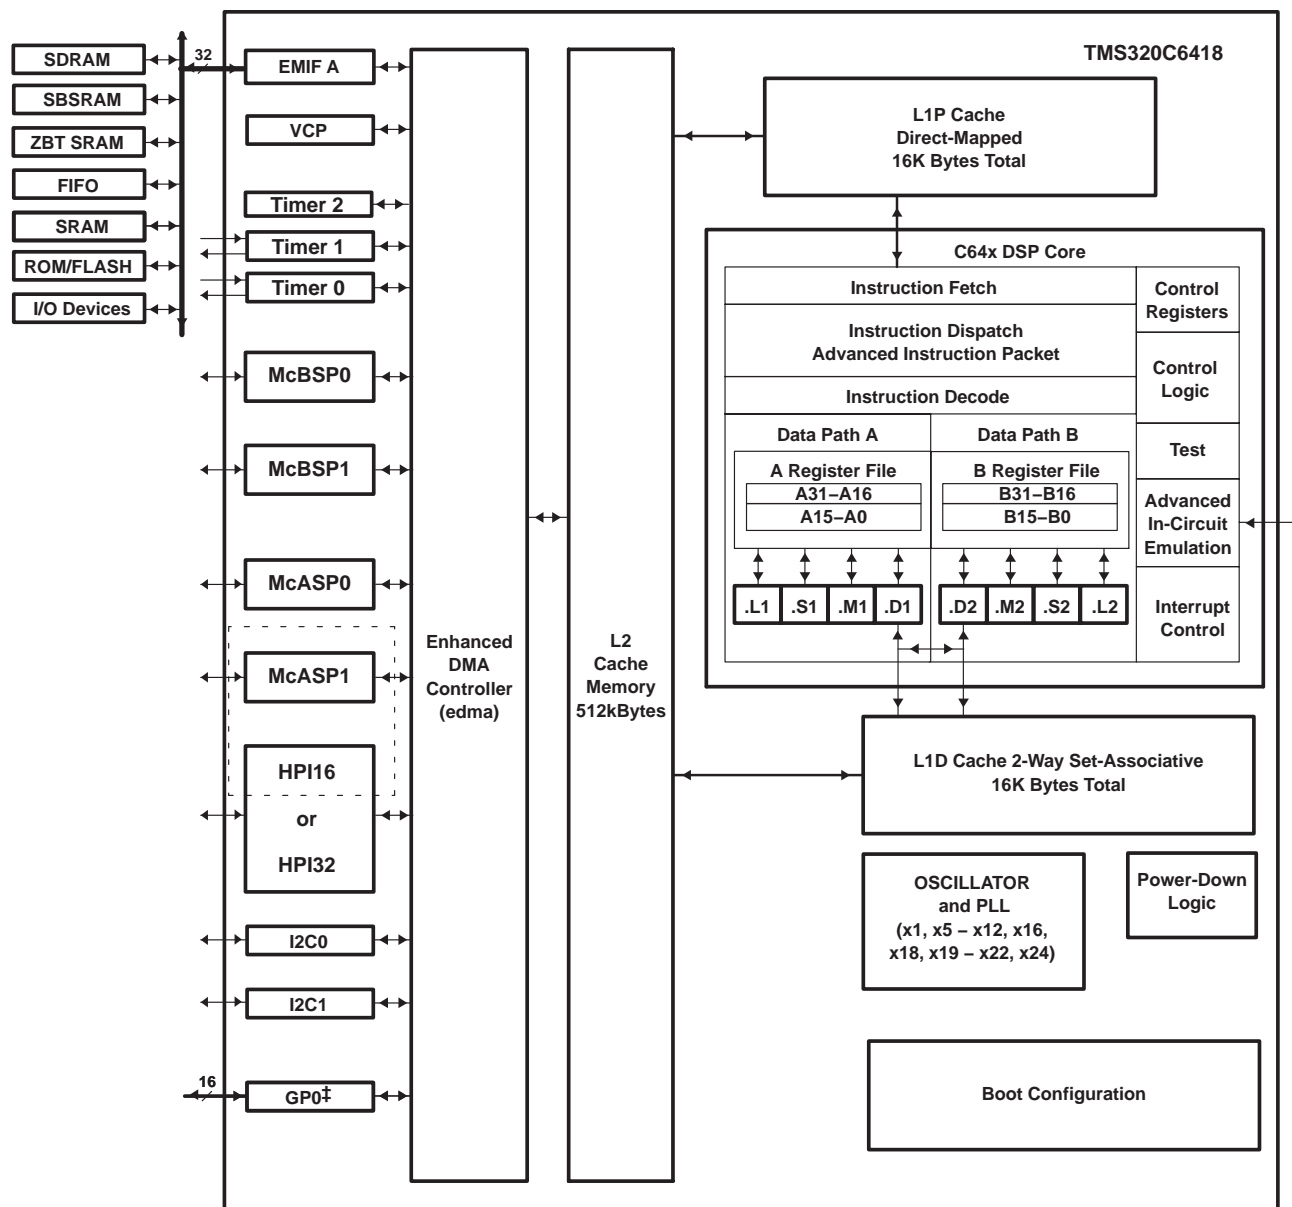 TMS320C6418
SDRAM
SBSRAM
ZBT SRAM
FIFO
SRAM
ROM/FLASH
I/O Devices
32
EMIF A
VCP
Timer 2
Timer 1
Timer 0
McBSP0
McBSP1
McASP0
McASP1
HPI16
or
HPI32
I2C0
I2C1
16
GP0‡
Enhanced
DMA
Controller
(edma)
L2
Cache
Memory
512kBytes
L1P Cache
Direct-Mapped
16K Bytes Total
C64x DSP Core
Instruction Fetch
Instruction Dispatch
Advanced Instruction Packet
Instruction Decode
Data Path A
A Register File
A31–A16
A15–A0
.L1 .S1 .M1 .D1
Data Path B
B Register File
B31–B16
B15–B0
.D2 .M2 .S2 .L2
Control
Registers
Control
Logic
Test
Advanced
In-Circuit
Emulation
Interrupt
Control
L1D Cache 2-Way Set-Associative
16K Bytes Total
OSCILLATOR
and PLL
(x1, x5 – x12, x16,
x18, x19 – x22, x24)
Power-Down
Logic
Boot Configuration